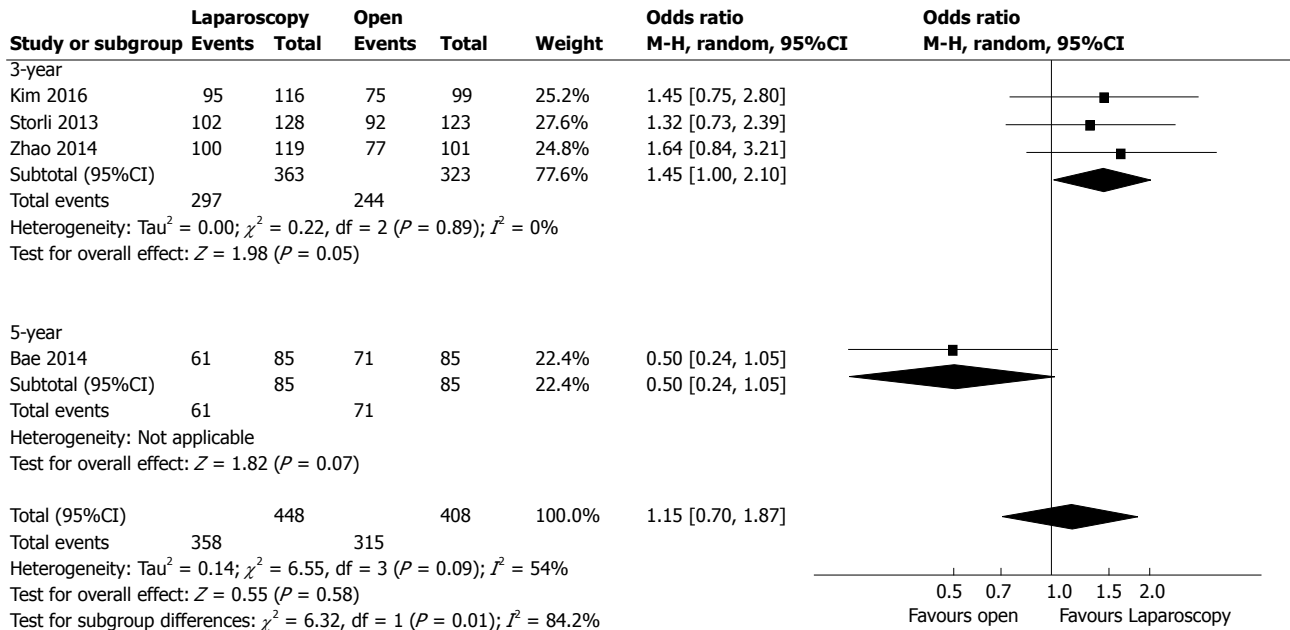 Laparoscopy Open Odds ratio Odds ratio
Study or subgroup Events Total Events Total Weight M-H, random, 95%CI M-H, random, 95%CI
3-year
Kim 2016 95 116 75 99 25.2% 1.45 [0.75, 2.80]
Storli 2013 102 128 92 123 27.6% 1.32 [0.73, 2.39]
Zhao 2014 100 119 77 101 24.8% 1.64 [0.84, 3.21]
Subtotal (95%CI) 363 323 77.6% 1.45 [1.00, 2.10]
Total events 297 244
Heterogeneity: Tau² = 0.00; χ² = 0.22, df = 2 (P = 0.89); I² = 0%
Test for overall effect: Z = 1.98 (P = 0.05)
5-year
Bae 2014 61 85 71 85 22.4% 0.50 [0.24, 1.05]
Subtotal (95%CI) 85 85 22.4% 0.50 [0.24, 1.05]
Total events 61 71
Heterogeneity: Not applicable
Test for overall effect: Z = 1.82 (P = 0.07)
Total (95%CI) 448 408 100.0% 1.15 [0.70, 1.87]
Total events 358 315
Heterogeneity: Tau² = 0.14; χ² = 6.55, df = 3 (P = 0.09); I² = 54%
Test for overall effect: Z = 0.55 (P = 0.58)
Test for subgroup differences: χ² = 6.32, df = 1 (P = 0.01); I² = 84.2%
0.5 0.7 1.0 1.5 2.0
Favours open Favours Laparoscopy